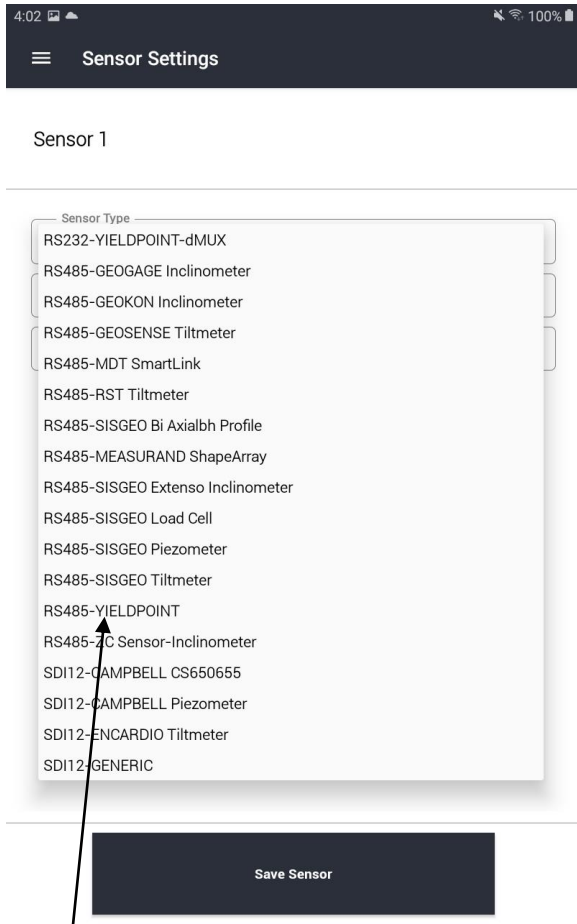 4:02 100%
Sensor Settings
Sensor 1
Sensor Type
RS232-YIELDPOINT-dMUX
RS485-GEOGAGE Inclinometer
RS485-GEOKON Inclinometer
RS485-GEOSENSE Tiltmeter
RS485-MDT SmartLink
RS485-RST Tiltmeter
RS485-SISGEO Bi Axialbh Profile
RS485-MEASURAND ShapeArray
RS485-SISGEO Extenso Inclinometer
RS485-SISGEO Load Cell
RS485-SISGEO Piezometer
RS485-SISGEO Tiltmeter
RS485-YIELDPOINT
RS485-ZC Sensor-Inclinometer
SDI12-CAMPBELL CS650655
SDI12-CAMPBELL Piezometer
SDI12-ENCARDIO Tiltmeter
SDI12-GENERIC
Save Sensor